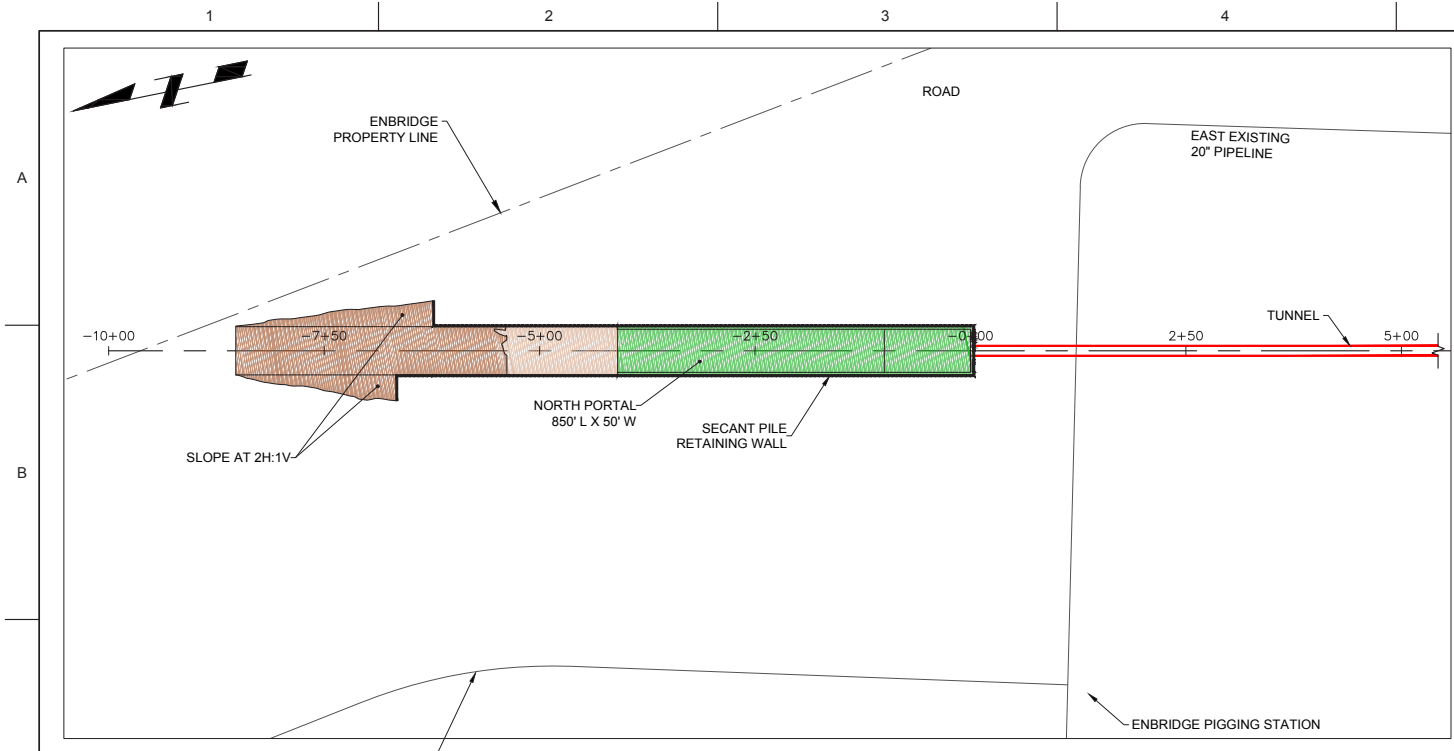 1 2 3 4
A
B
N
ROAD
ENBRIDGE
PROPERTY LINE
EAST EXISTING
20" PIPELINE
TUNNEL
−10+00 −7+50 −5+00 −2+50 −0+00 2+50 5+00
NORTH PORTAL
850' L X 50' W
SECANT PILE
RETAINING WALL
SLOPE AT 2H:1V
ENBRIDGE PIGGING STATION